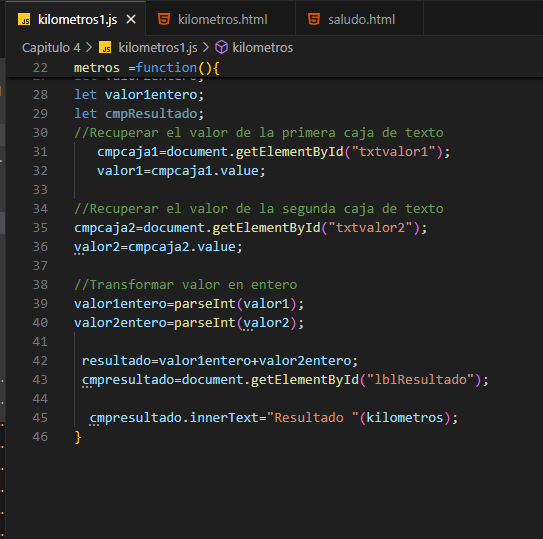 JS kilometros1.js × kilometros.html saludo.html
Capitulo 4 > JS kilometros1.js > kilometros
22 metros =function(){
27 let valor2entero;
28 let valor1entero;
29 let cmpResultado;
30 //Recuperar el valor de la primera caja de texto
31 cmpcaja1=document.getElementById("txtvalor1");
32 valor1=cmpcaja1.value;
33
34 //Recuperar el valor de la segunda caja de texto
35 cmpcaja2=document.getElementById("txtvalor2");
36 valor2=cmpcaja2.value;
37
38 //Transformar valor en entero
39 valor1entero=parseInt(valor1);
40 valor2entero=parseInt(valor2);
41
42 resultado=valor1entero+valor2entero;
43 cmpresultado=document.getElementById("lblResultado");
44
45 cmpresultado.innerText="Resultado "(kilometros);
46 }